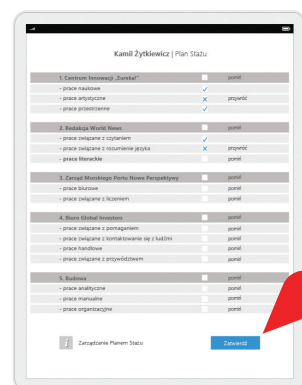 Kamil Żytkiewicz | Plan Stażu
1. Centrum Innowacji „Eureka!" pomiń
- prace naukowe
- prace artystyczne przywróć
- prace przestrzenne
2. Redakcja World News pomiń
- prace związane z czytaniem
- prace związane z rozumienie języka przywróć
- prace literackie pomiń
3. Zarząd Morskiego Portu Nowe Perspektywy pomiń
- prace biurowe pomiń
- prace związane z liczeniem pomiń
4. Biuro Global Investors pomiń
- prace związane z pomaganiem pomiń
- prace związane z kontaktowanie się z ludźmi pomiń
- prace handlowe pomiń
- prace związane z przywództwem pomiń
5. Budowa pomiń
- prace analityczne pomiń
- prace manualne pomiń
- prace organizacyjne pomiń
i Zarządzanie Planem Stażu Zatwierdź